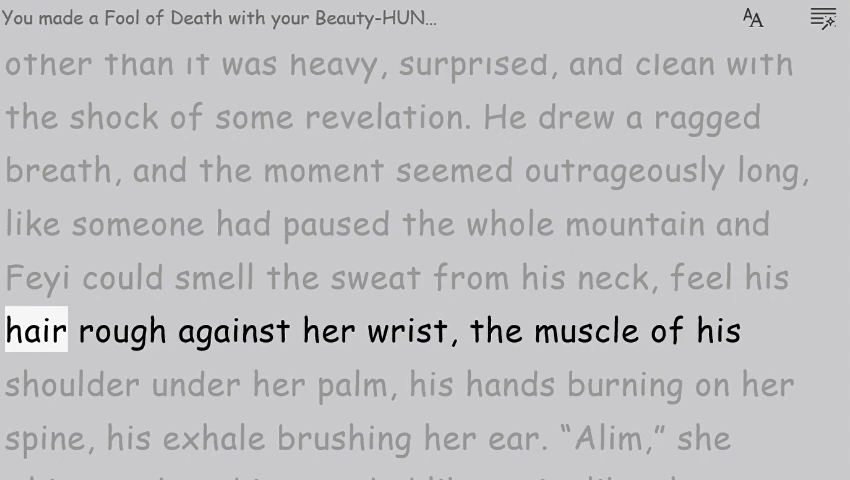 You made a Fool of Death with your Beauty-HUN...
AA
other than it was heavy, surprised, and clean with
the shock of some revelation. He drew a ragged
breath, and the moment seemed outrageously long,
like someone had paused the whole mountain and
Feyi could smell the sweat from his neck, feel his
hair rough against her wrist, the muscle of his
shoulder under her palm, his hands burning on her
spine, his exhale brushing her ear. “Alim,” she